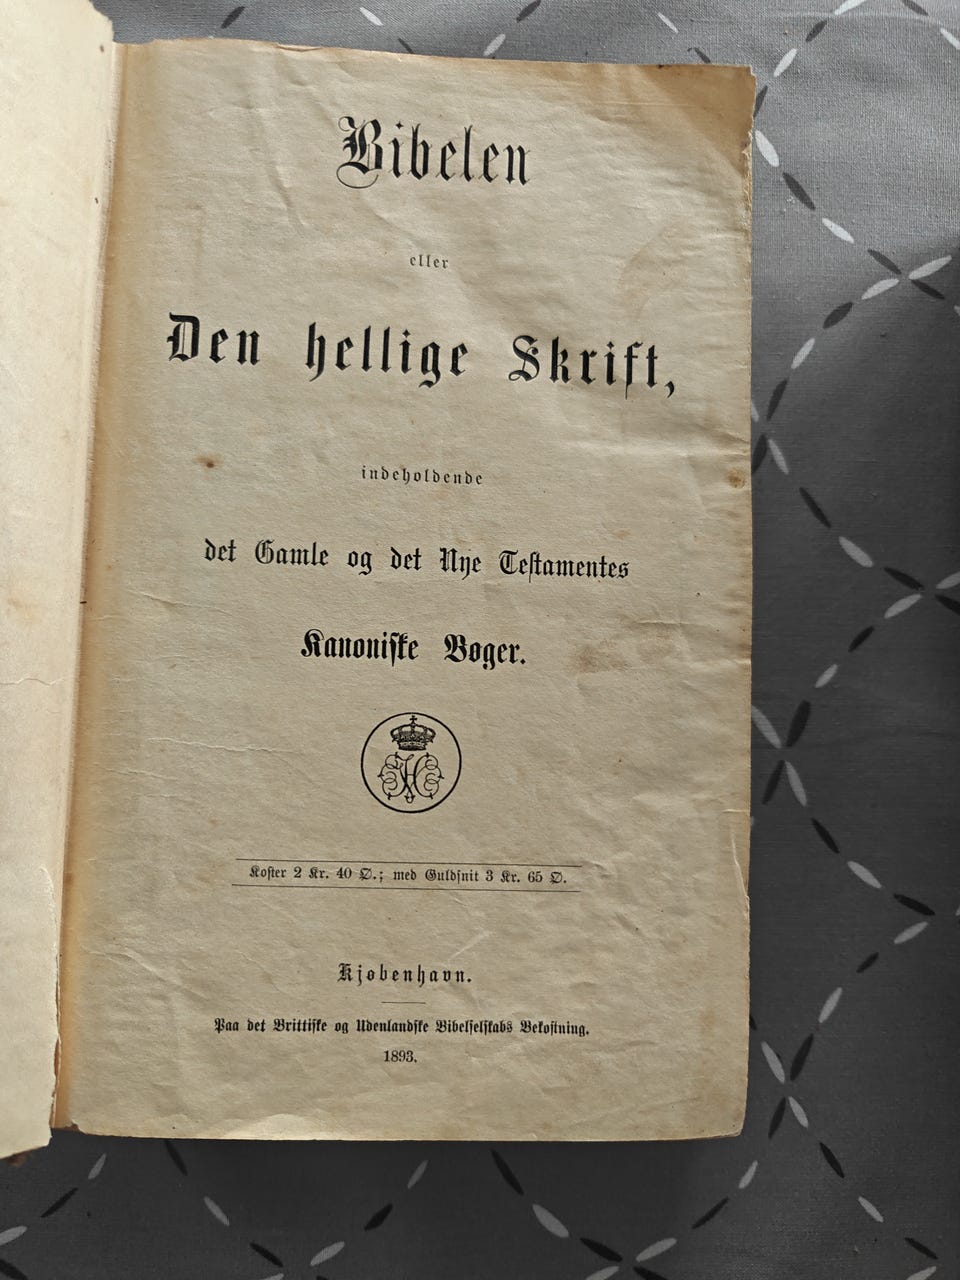 Bibelen
eller
Den hellige Skrift,
indeholdende
det Gamle og det Nye Testamentes
Kanoniske Bøger.
Koster 2 Kr. 40 Ø.; med Guldsnit 3 Kr. 65 Ø.
Kjøbenhavn.
Paa det Brittiske og Udenlandske Bibelselskabs Bekostning.
1893.